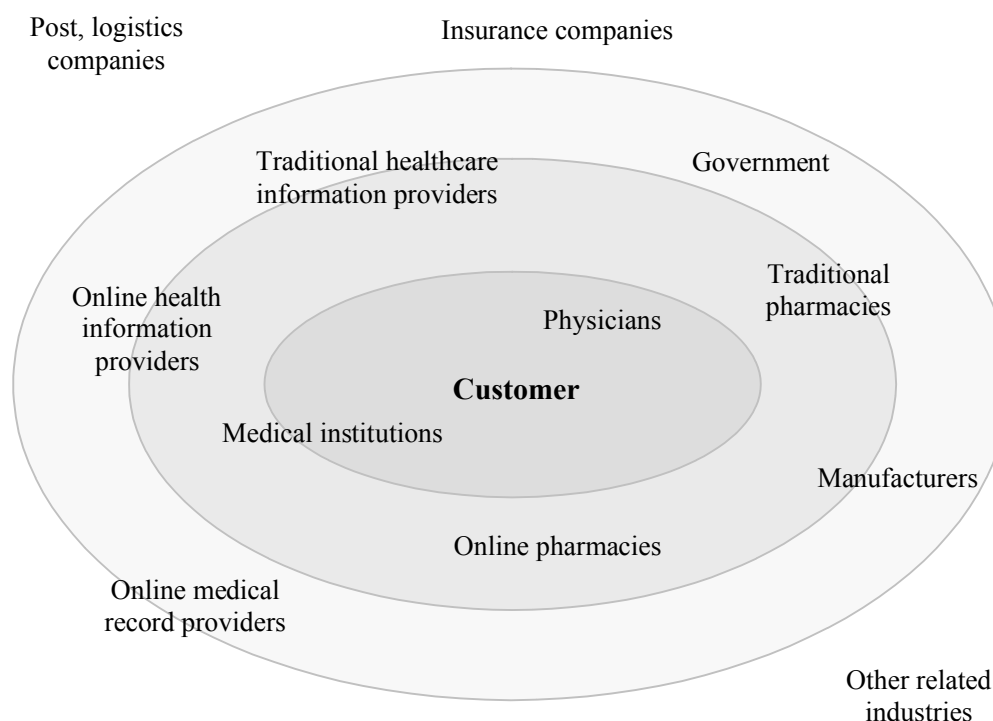 Post, logistics
companies
Insurance companies
Traditional healthcare
information providers
Government
Traditional
pharmacies
Online health
information
providers
Physicians
Customer
Medical institutions
Manufacturers
Online pharmacies
Online medical
record providers
Other related
industries